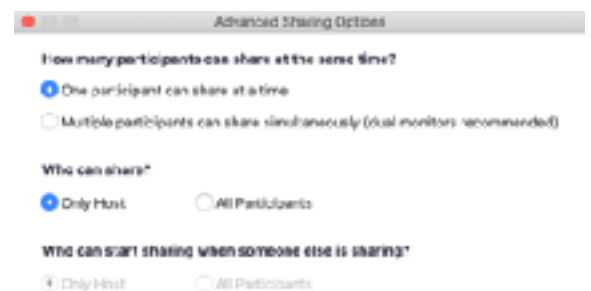 Advanced Sharing Options
How many participants can share at the same time?
One participant can share at a time
Multiple participants can share simultaneously (dual monitors recommended)
Who can share?
Only Host All Participants
Who can start sharing when someone else is sharing?
Only Host All Participants